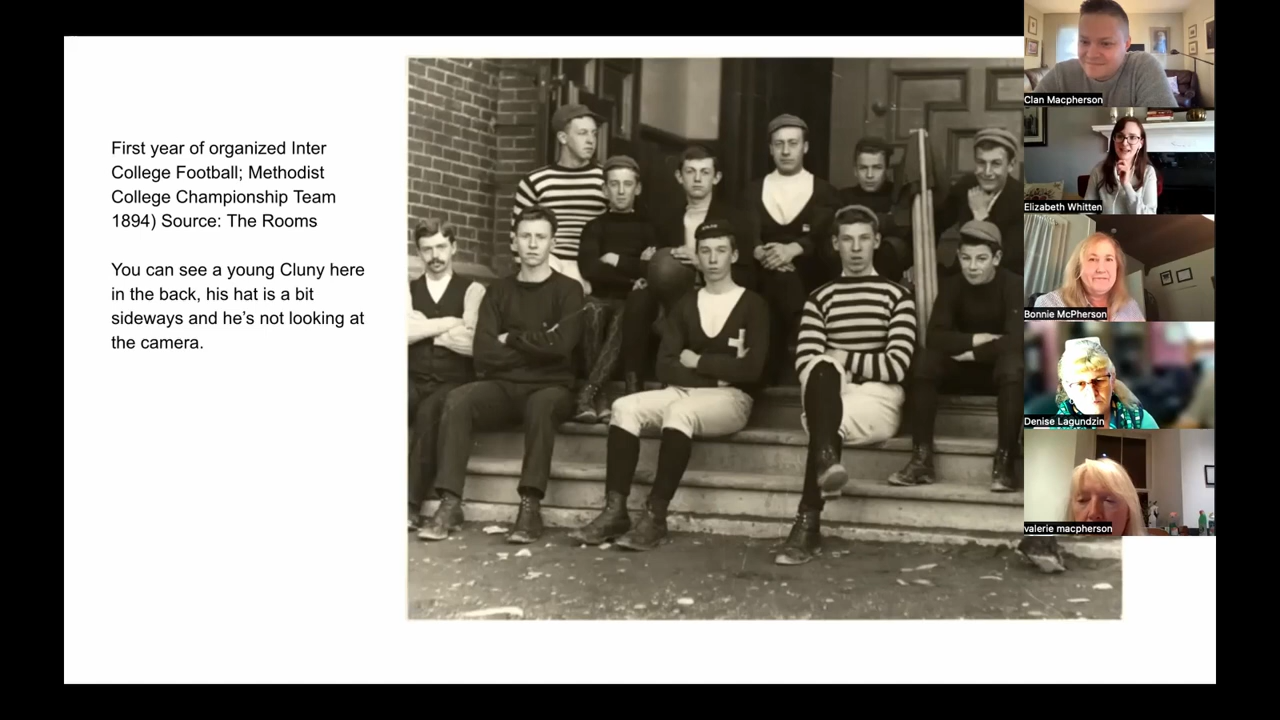 First year of organized Inter
College Football; Methodist
College Championship Team
1894) Source: The Rooms
You can see a young Cluny here
in the back, his hat is a bit
sideways and he's not looking at
the camera.
Clan Macpherson
Elizabeth Whitten
Bonnie McPherson
Denise Lagundzin
valerie macpherson